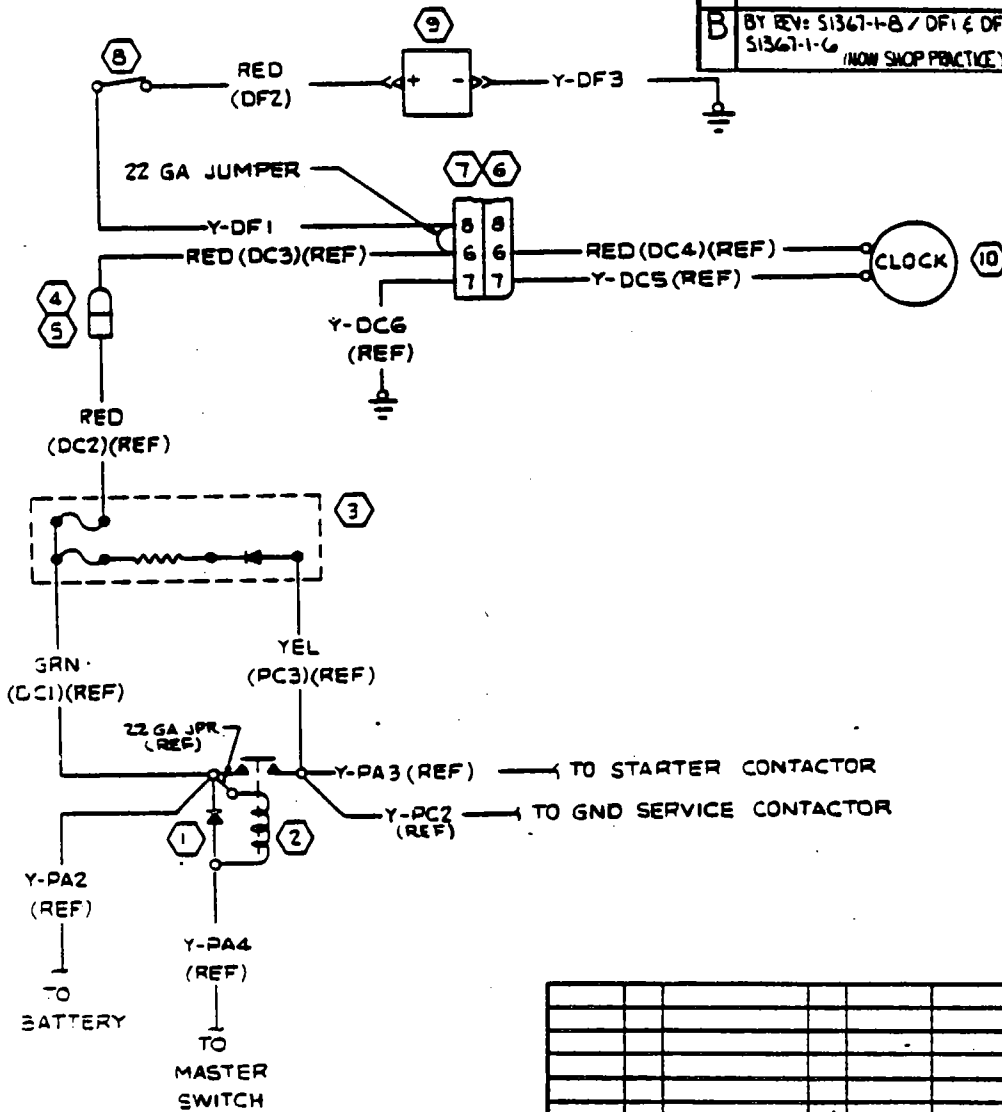 B
BY REV: S1367-1-8 / DF1 & DF
S1367-1-6
(NOW SHOP PRACTICE)
8
9
RED
(DF2)
+
-
Y-DF3
22 GA JUMPER
7
6
Y-DF1
8 8
RED (DC3)(REF)
6 6
RED(DC4)(REF)
7 7
Y-DC5 (REF)
CLOCK
10
4
5
Y-DC6
(REF)
RED
(DC2)(REF)
3
GRN
(DC1)(REF)
YEL
(PC3)(REF)
22 GA JPR
(REF)
Y-PA3 (REF)
TO STARTER CONTACTOR
Y-PC2
(REF)
TO GND SERVICE CONTACTOR
1
2
Y-PA2
(REF)
Y-PA4
(REF)
TO
BATTERY
TO
MASTER
SWITCH